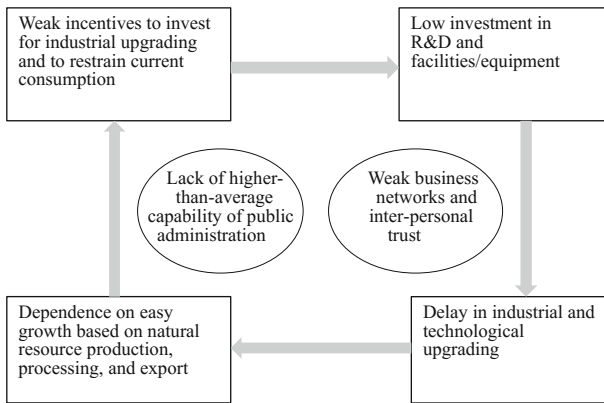 Weak incentives to invest
for industrial upgrading
and to restrain current
consumption
Low investment in
R&D and
facilities/equipment
Lack of higher-
than-average
capability of public
administration
Weak business
networks and
inter-personal
trust
Dependence on easy
growth based on natural
resource production,
processing, and export
Delay in industrial and
technological
upgrading